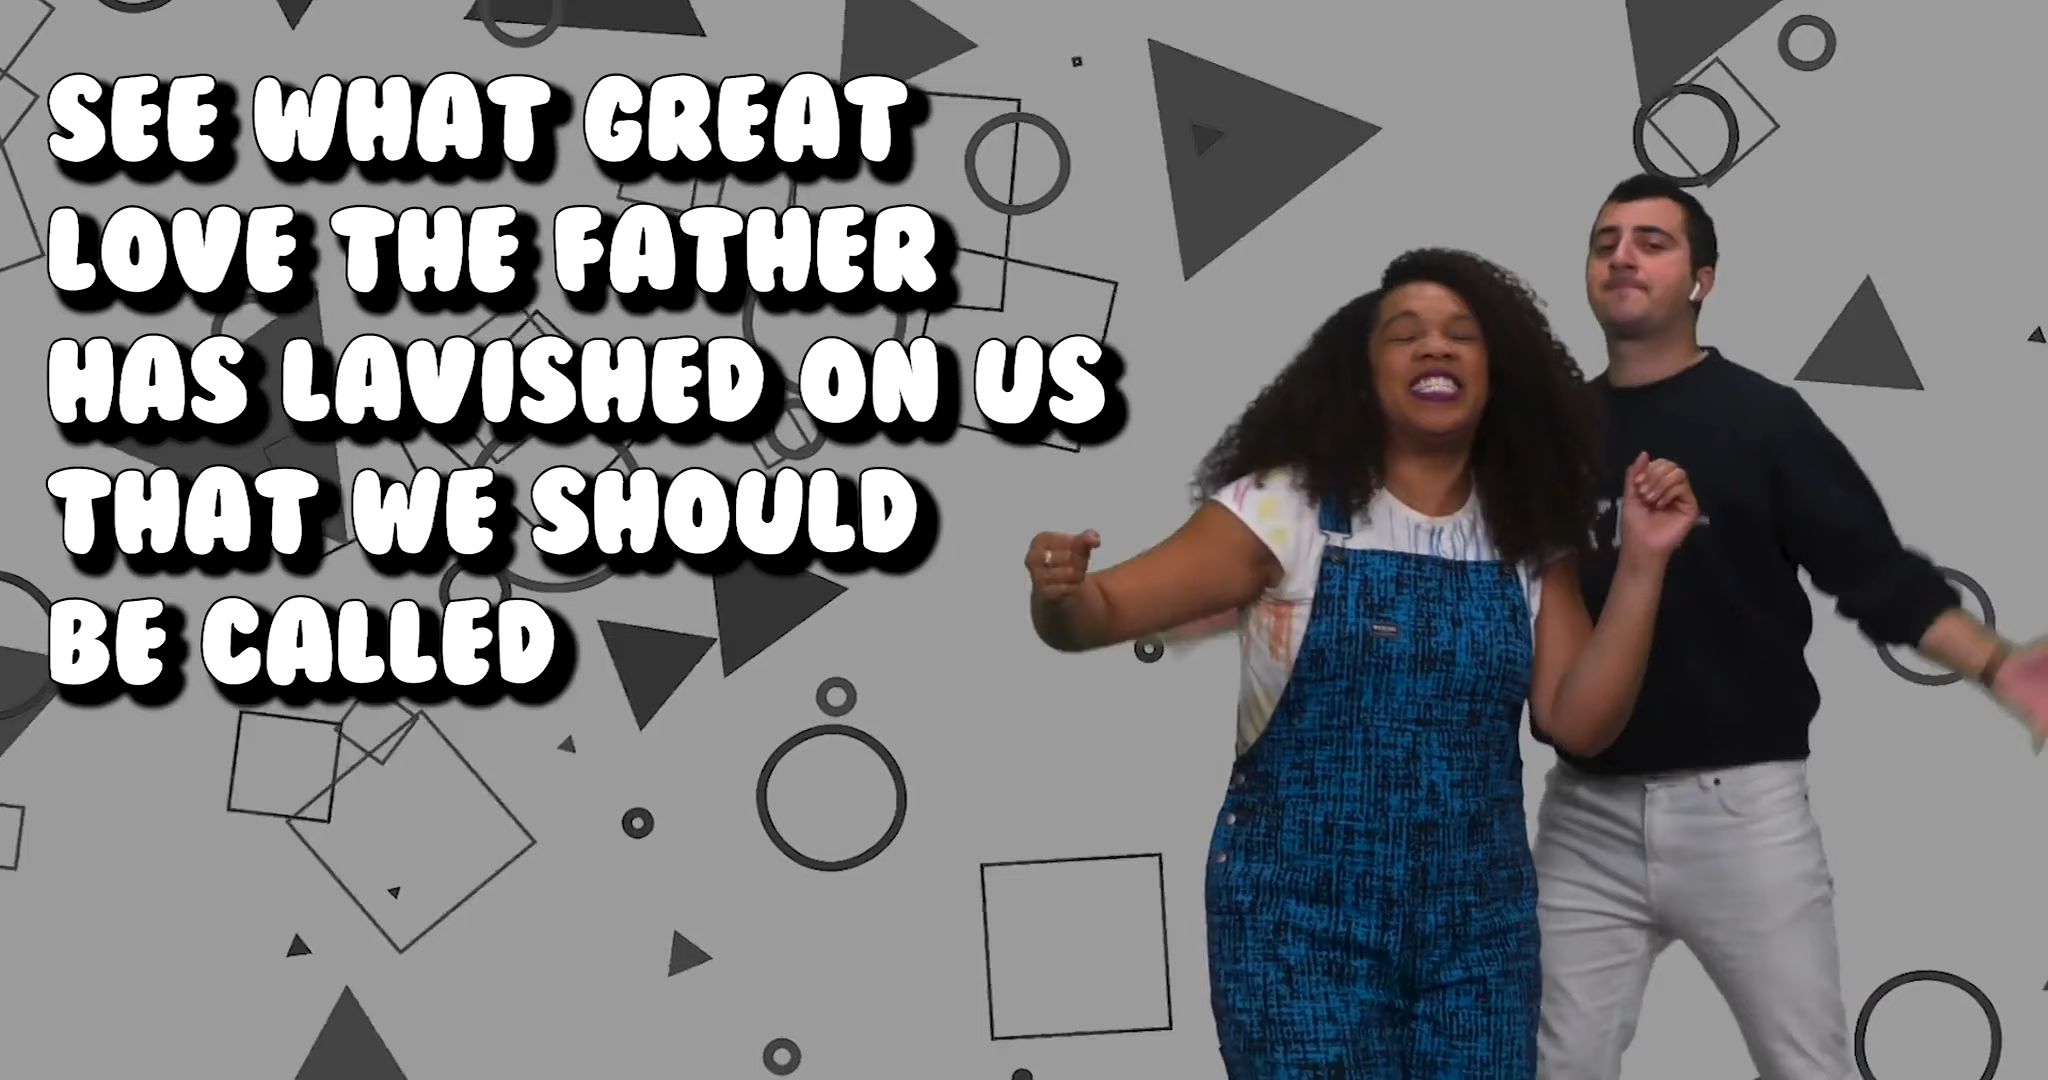 SEE WHAT GREAT
LOVE THE FATHER
HAS LAVISHED ON US
THAT WE SHOULD
BE CALLED